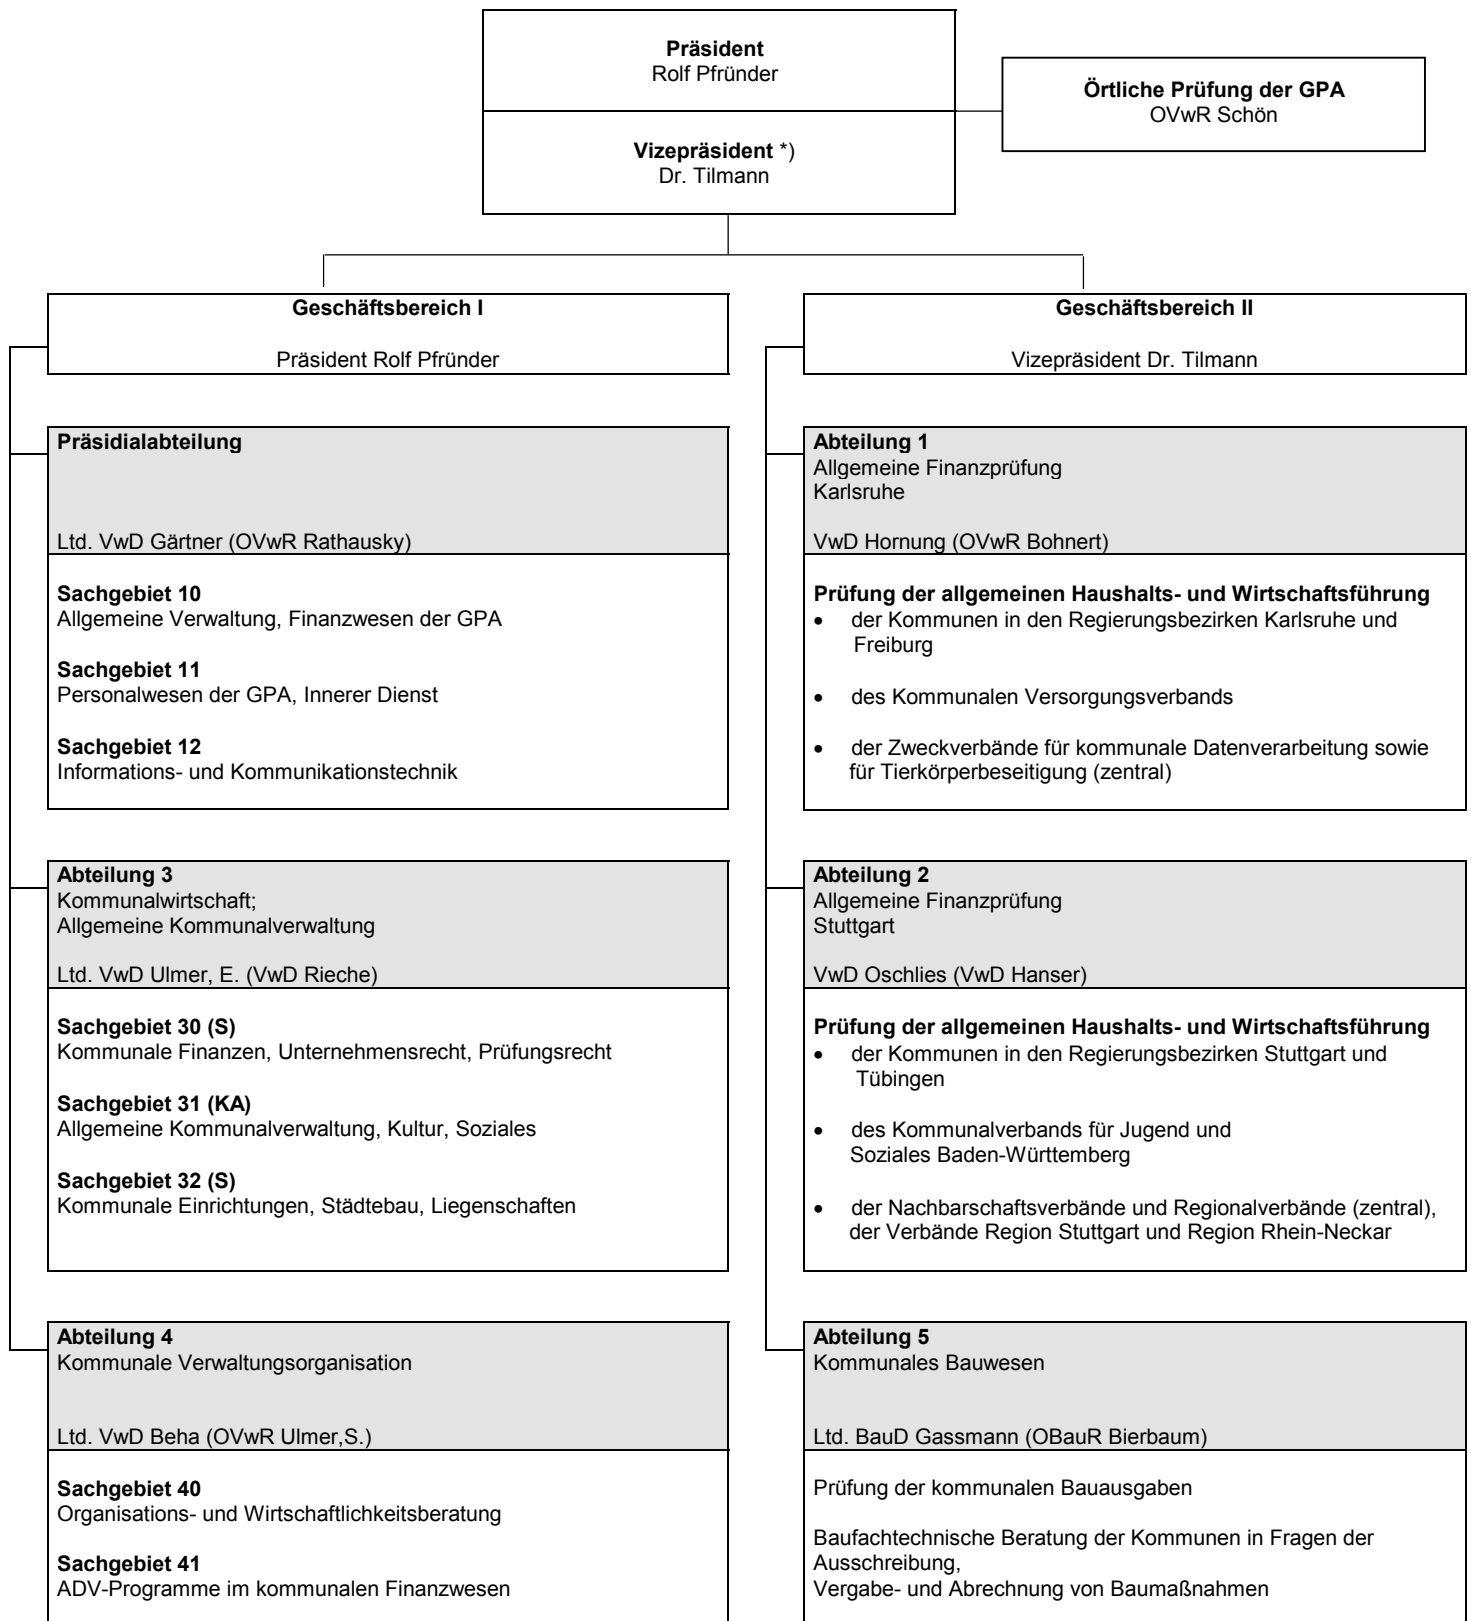 Präsident
Rolf Pfründer
Örtliche Prüfung der GPA
OVwR Schön
Vizepräsident *)
Dr. Tilmann
Geschäftsbereich I
Präsident Rolf Pfründer
Geschäftsbereich II
Vizepräsident Dr. Tilmann
Präsidialabteilung
Ltd. VwD Gärtner (OVwR Rathausky)
Sachgebiet 10
Allgemeine Verwaltung, Finanzwesen der GPA
Sachgebiet 11
Personalwesen der GPA, Innerer Dienst
Sachgebiet 12
Informations- und Kommunikationstechnik
Abteilung 1
Allgemeine Finanzprüfung
Karlsruhe
VwD Hornung (OVwR Bohnert)
Prüfung der allgemeinen Haushalts- und Wirtschaftsführung
• der Kommunen in den Regierungsbezirken Karlsruhe und
Freiburg
• des Kommunalen Versorgungsverbands
• der Zweckverbände für kommunale Datenverarbeitung sowie
für Tierkörperbeseitigung (zentral)
Abteilung 3
Kommunalwirtschaft;
Allgemeine Kommunalverwaltung
Ltd. VwD Ulmer, E. (VwD Rieche)
Sachgebiet 30 (S)
Kommunale Finanzen, Unternehmensrecht, Prüfungsrecht
Sachgebiet 31 (KA)
Allgemeine Kommunalverwaltung, Kultur, Soziales
Sachgebiet 32 (S)
Kommunale Einrichtungen, Städtebau, Liegenschaften
Abteilung 2
Allgemeine Finanzprüfung
Stuttgart
VwD Oschlies (VwD Hanser)
Prüfung der allgemeinen Haushalts- und Wirtschaftsführung
• der Kommunen in den Regierungsbezirken Stuttgart und
Tübingen
• des Kommunalverbands für Jugend und
Soziales Baden-Württemberg
• der Nachbarschaftsverbände und Regionalverbände (zentral),
der Verbände Region Stuttgart und Region Rhein-Neckar
Abteilung 4
Kommunale Verwaltungsorganisation
Ltd. VwD Beha (OVwR Ulmer,S.)
Sachgebiet 40
Organisations- und Wirtschaftlichkeitsberatung
Sachgebiet 41
ADV-Programme im kommunalen Finanzwesen
Abteilung 5
Kommunales Bauwesen
Ltd. BauD Gassmann (OBauR Bierbaum)
Prüfung der kommunalen Bauausgaben
Baufachtechnische Beratung der Kommunen in Fragen der
Ausschreibung,
Vergabe- und Abrechnung von Baumaßnahmen